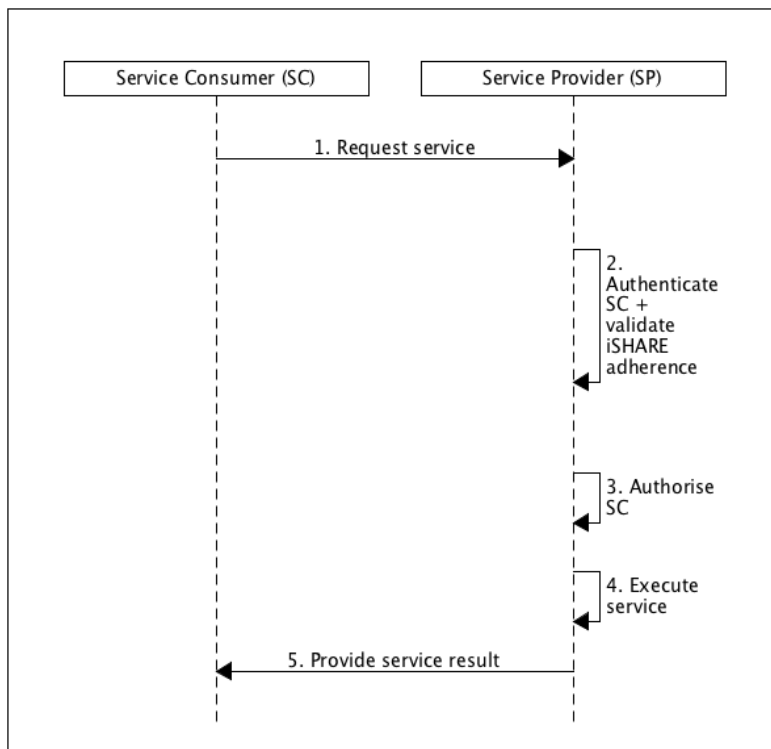 Service Consumer (SC)
Service Provider (SP)
1. Request service
2.
Authenticate
SC +
validate
iSHARE
adherence
3. Authorise
SC
4. Execute
service
5. Provide service result